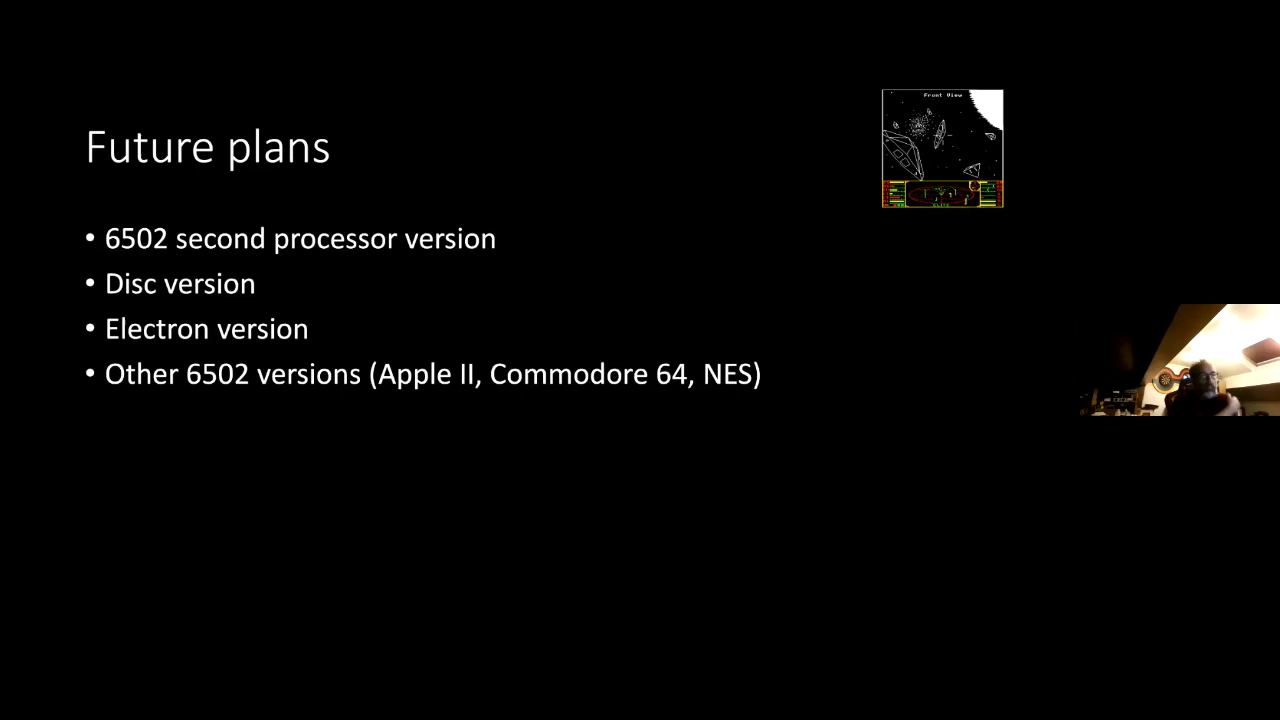 Front View
Future plans
• 6502 second processor version
• Disc version
• Electron version
• Other 6502 versions (Apple II, Commodore 64, NES)
ELITE